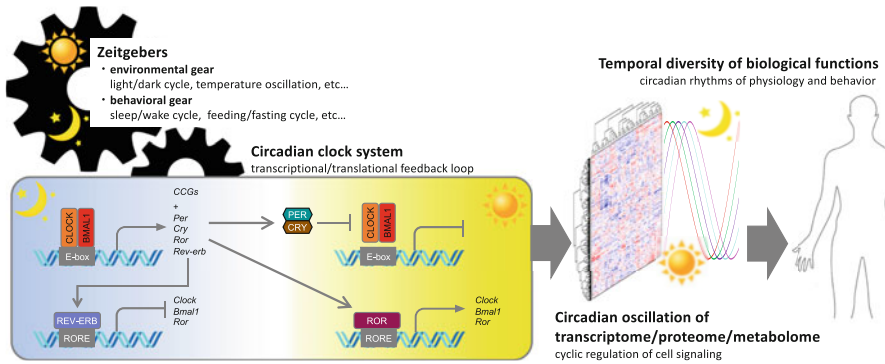 Zeitgebers
・environmental gear
light/dark cycle, temperature oscillation, etc...
・behavioral gear
sleep/wake cycle, feeding/fasting cycle, etc...
Circadian clock system
transcriptional/translational feedback loop
CCGs
+
Per
Cry
Ror
Rev-erb
CLOCK
BMAL1
E-box
PER
CRY
CLOCK
BMAL1
E-box
REV-ERB
RORE
Clock
Bmal1
Ror
ROR
RORE
Clock
Bmal1
Ror
Temporal diversity of biological functions
circadian rhythms of physiology and behavior
Circadian oscillation of
transcriptome/proteome/metabolome
cyclic regulation of cell signaling